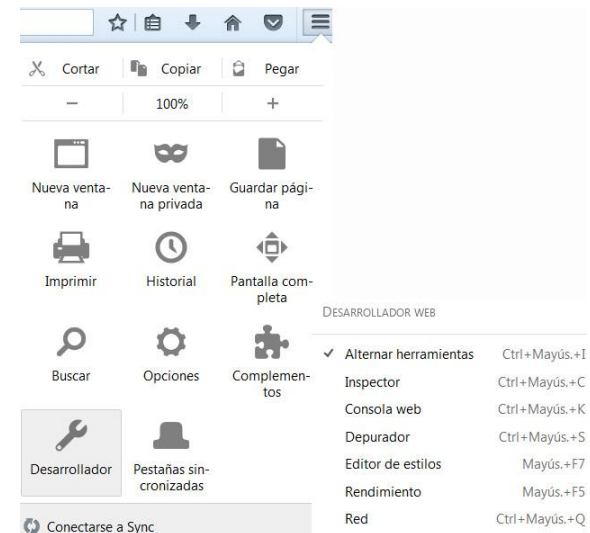 Cortar Copiar Pegar
− 100% +
Nueva venta- Nueva venta- Guardar pági-
na na privada na
Imprimir Historial Pantalla com-
pleta
Buscar Opciones Complemen-
tos
Desarrollador Pestañas sin-
cronizadas
Conectarse a Sync
DESARROLLADOR WEB
Alternar herramientas Ctrl+Mayús.+I
Inspector Ctrl+Mayús.+C
Consola web Ctrl+Mayús.+K
Depurador Ctrl+Mayús.+S
Editor de estilos Mayús.+F7
Rendimiento Mayús.+F5
Red Ctrl+Mayús.+Q